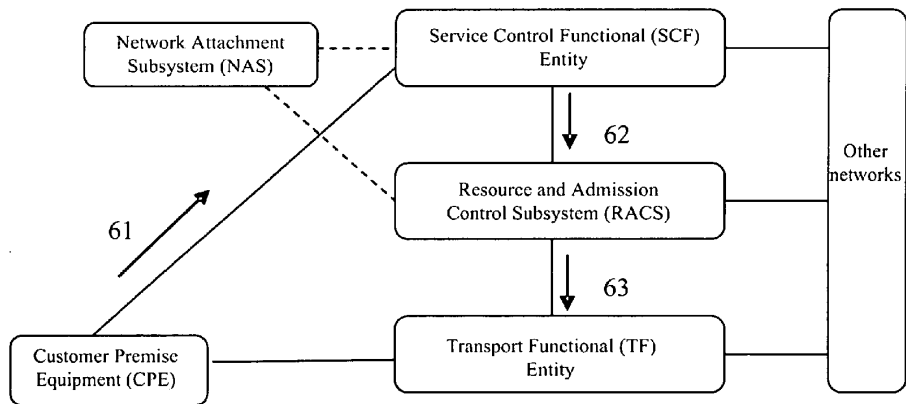 Network Attachment
Subsystem (NAS)
Service Control Functional (SCF)
Entity
62
Other
networks
Resource and Admission
Control Subsystem (RACS)
61
63
Customer Premise
Equipment (CPE)
Transport Functional (TF)
Entity